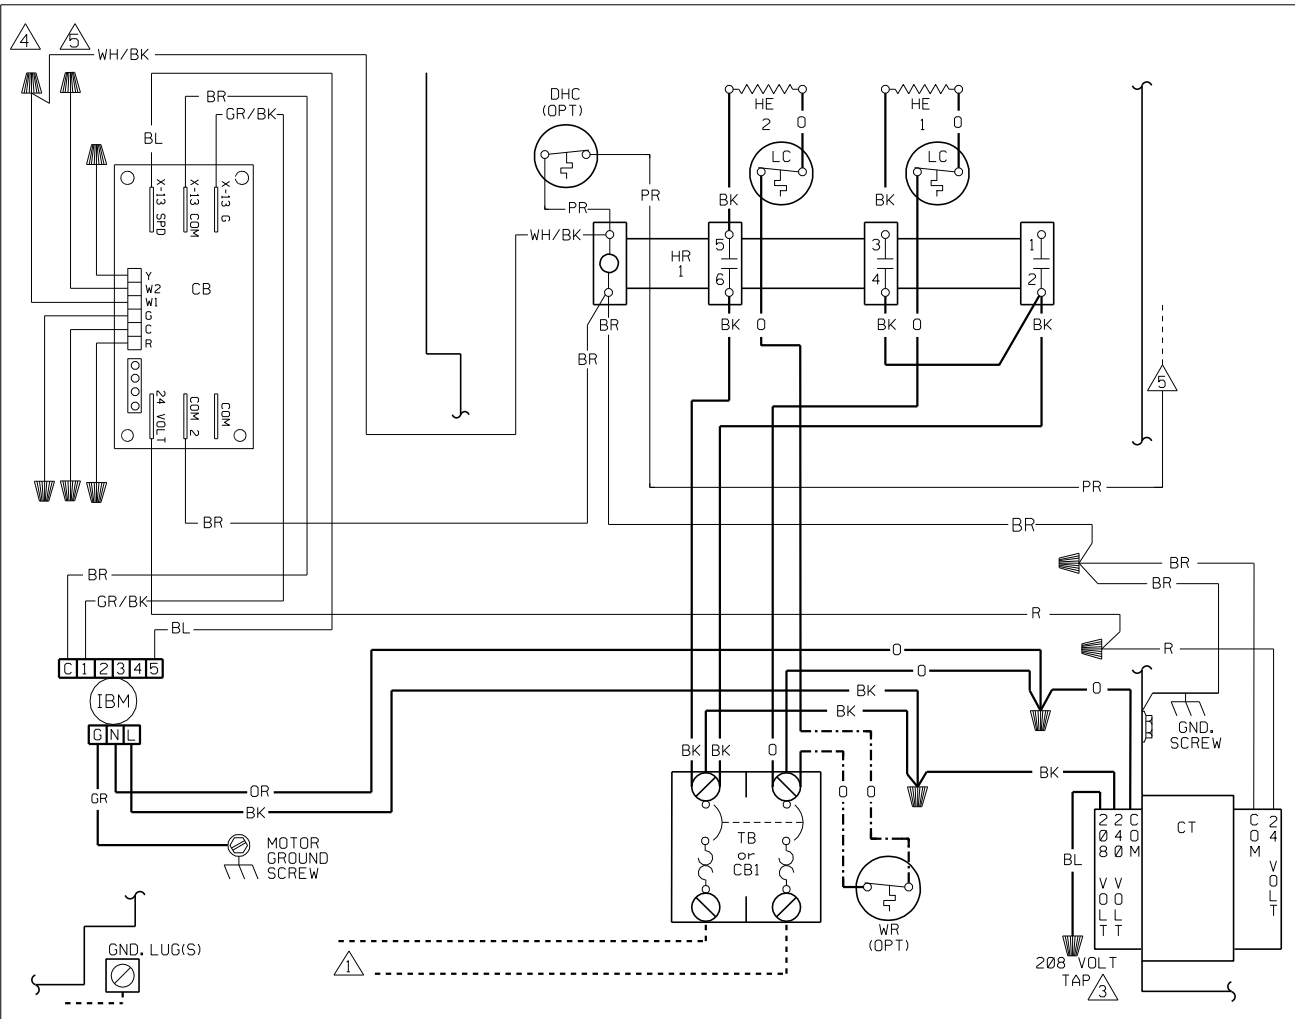 4 5
WH/BK
BR
GR/BK
BL
X-13 SPD
X-13 COM
X-13 G
Y
W2
W1
G
C
R
CB
24 VOLT
COM 2
COM
DHC
(OPT)
PR
PR
WH/BK
HE
2
O
LC
BK
HE
1
O
LC
BK
HR
1
5
6
3
4
1
2
BR
BR
BK
O
BK
O
BK
5
PR
BR
BR
BR
BR
BR
GR/BK
BL
R
R
C 1 2 3 4 5
IBM
G N L
O
O
O
BK
BK
GND.
SCREW
BK BK O
GR
OR
BK
MOTOR
GROUND
SCREW
O
O
BK
TB
or
CB1
WR
(OPT)
BL
208 VOLT
240 VOLT
COM
CT
COM
24 VOLT
208 VOLT
TAP 3
GND. LUG(S)
1